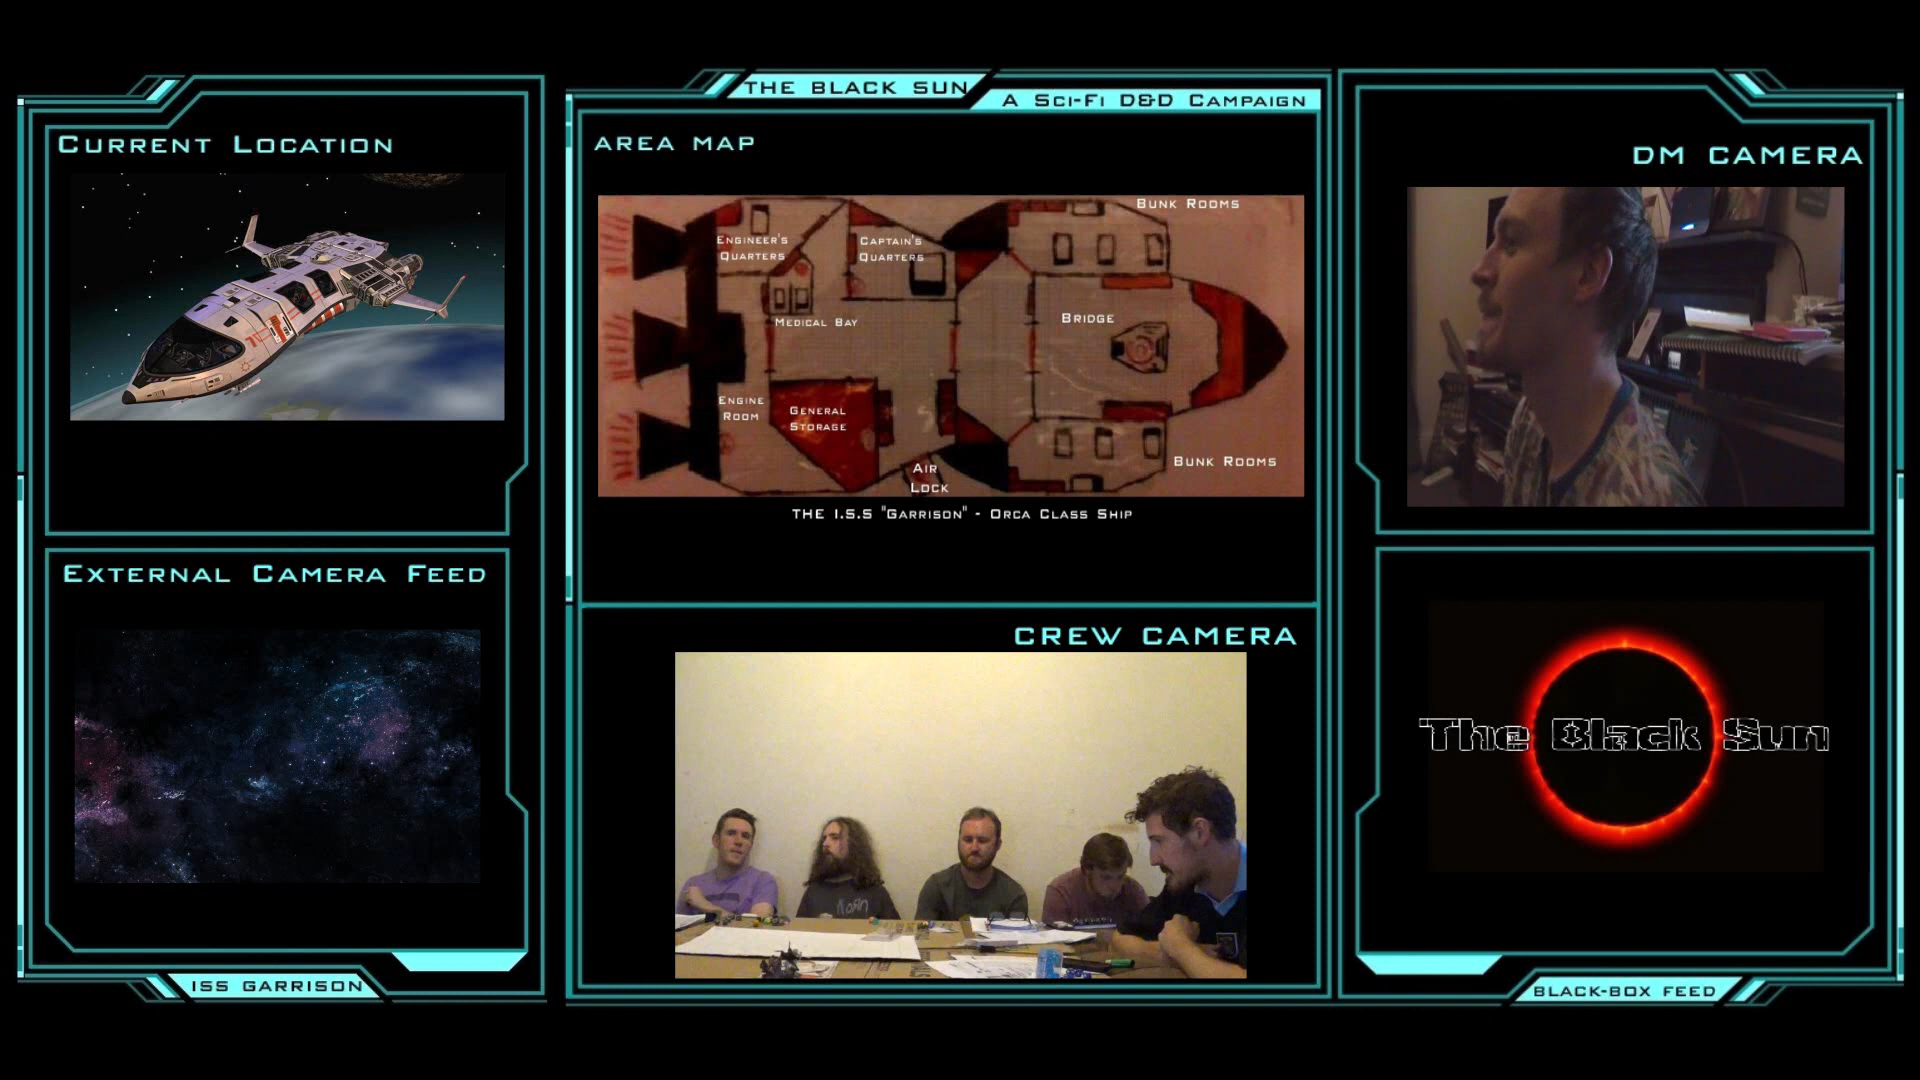 THE BLACK SUN
A Sci-Fi D&D Campaign
Current Location
AREA MAP
DM CAMERA
Bunk Rooms
Engineer's
Quarters
Captain's
Quarters
Medical Bay
Bridge
Engine
Room
General
Storage
Air
Lock
Bunk Rooms
THE I.S.S "Garrison" - Orca Class Ship
External Camera Feed
CREW CAMERA
The Black Sun
ISS GARRISON
BLACK-BOX FEED